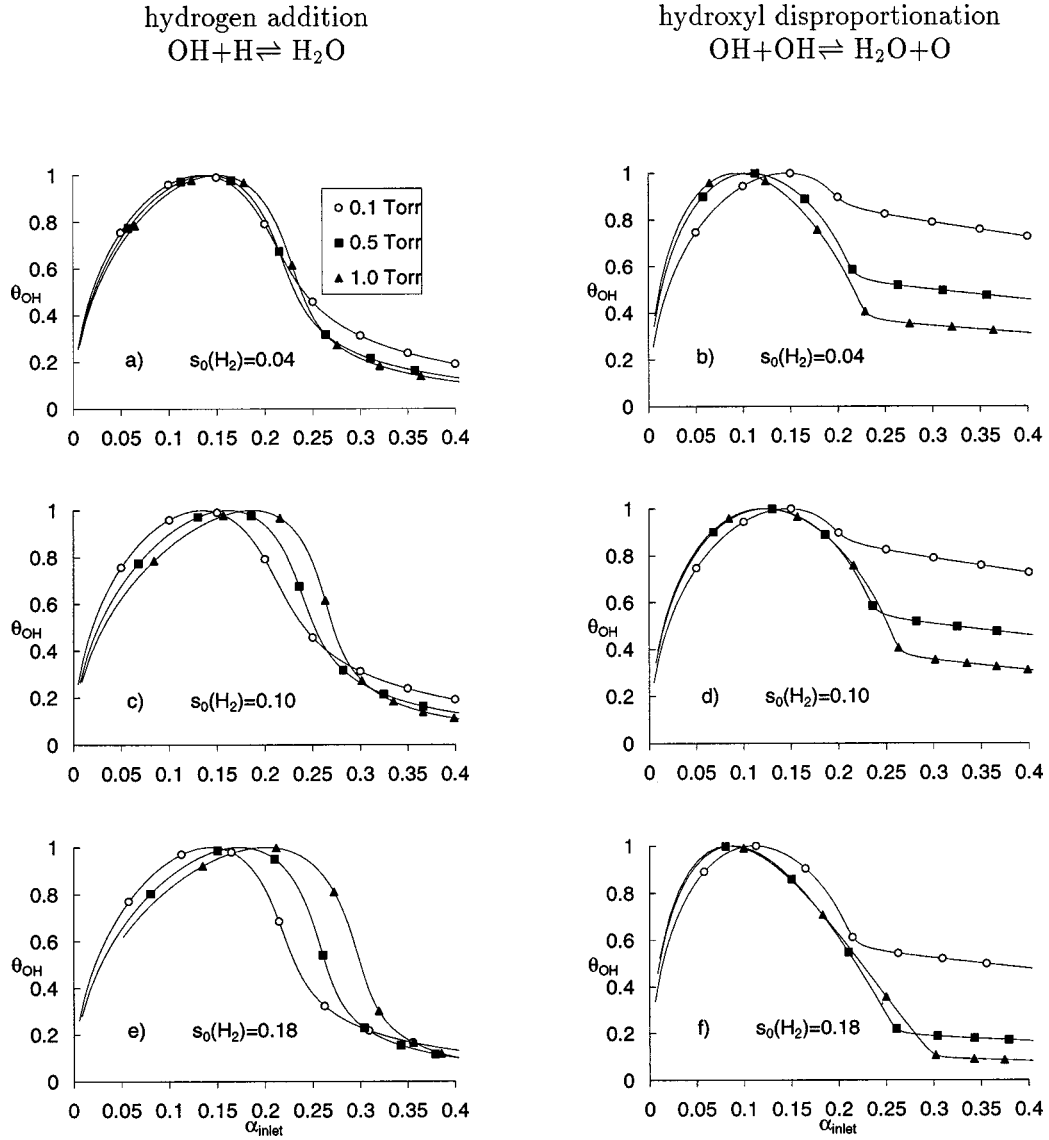 hydrogen addition
OH+H⇌ H₂O
hydroxyl disproportionation
OH+OH⇌ H₂O+O
1
0.8
0.6
θOH
0.4
0.2
0
0 0.05 0.1 0.15 0.2 0.25 0.3 0.35 0.4
0.1 Torr
0.5 Torr
1.0 Torr
a) s₀(H₂)=0.04
1
0.8
0.6
θOH
0.4
0.2
0
0 0.05 0.1 0.15 0.2 0.25 0.3 0.35 0.4
b) s₀(H₂)=0.04
1
0.8
0.6
θOH
0.4
0.2
0
0 0.05 0.1 0.15 0.2 0.25 0.3 0.35 0.4
c) s₀(H₂)=0.10
1
0.8
0.6
θOH
0.4
0.2
0
0 0.05 0.1 0.15 0.2 0.25 0.3 0.35 0.4
d) s₀(H₂)=0.10
1
0.8
0.6
θOH
0.4
0.2
0
0 0.05 0.1 0.15 0.2 0.25 0.3 0.35 0.4
e) s₀(H₂)=0.18
αinlet
1
0.8
0.6
θOH
0.4
0.2
0
0 0.05 0.1 0.15 0.2 0.25 0.3 0.35 0.4
f) s₀(H₂)=0.18
αinlet